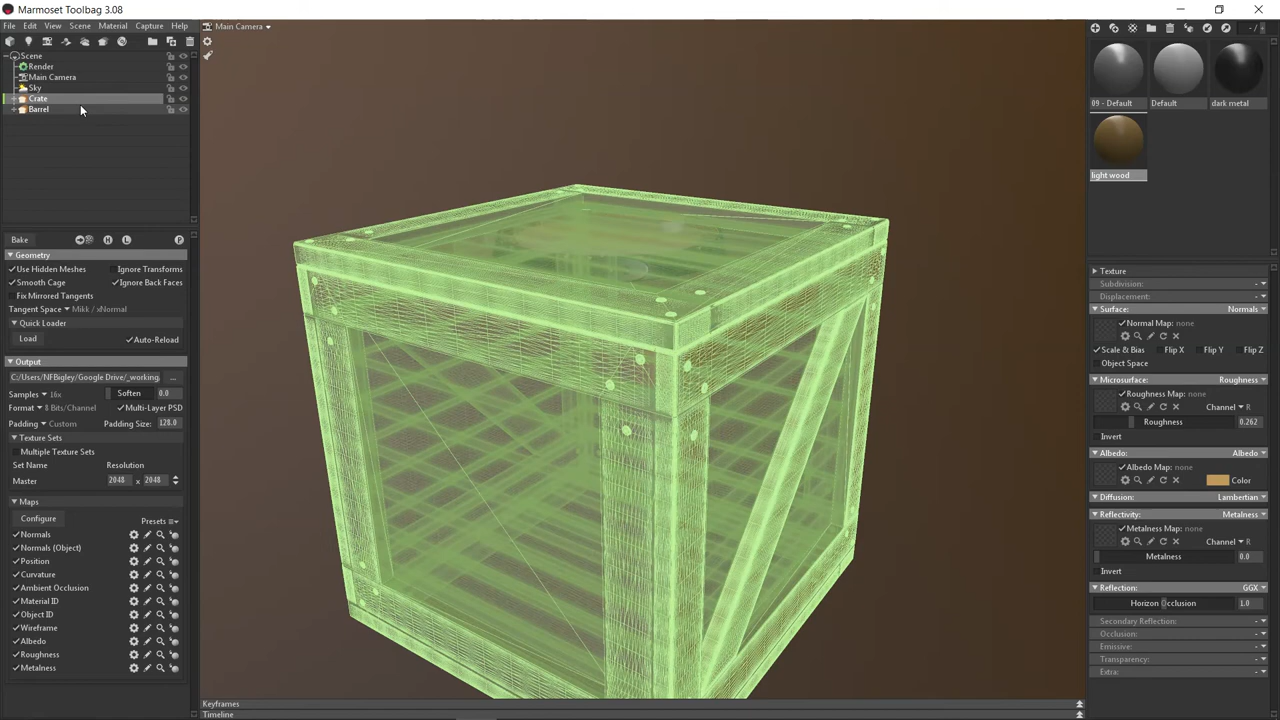 Marmoset Toolbag 3.08
File Edit View Scene Material Capture Help
Main Camera
Scene
Render
Main Camera
Sky
Crate
Barrel
Bake
Geometry
Use Hidden Meshes Ignore Transforms
Smooth Cage Ignore Back Faces
Fix Mirrored Tangents
Tangent Space Mikk / xNormal
Quick Loader
Load Auto-Reload
Output
C:/Users/NFBigley/Google Drive/_working ...
Samples 16x Soften 0.0
Format 8 Bits/Channel Multi-Layer PSD
Padding Custom Padding Size: 128.0
Texture Sets
Multiple Texture Sets
Set Name Resolution
Master 2048 x 2048
Maps
Configure Presets
Normals
Normals (Object)
Position
Curvature
Ambient Occlusion
Material ID
Object ID
Wireframe
Albedo
Roughness
Metalness
Keyframes
Timeline
- /
09 - Default Default dark metal
light wood
Texture
Subdivision: -
Displacement: -
Surface: Normals
Normal Map: none
Scale & Bias Flip X Flip Y Flip Z
Object Space
Microsurface: Roughness
Roughness Map: none
Channel R
Roughness 0.262
Invert
Albedo: Albedo
Albedo Map: none
Color
Diffusion: Lambertian
Reflectivity: Metalness
Metalness Map: none
Channel R
Metalness 0.0
Invert
Reflection: GGX
Horizon Occlusion 1.0
Secondary Reflection: -
Occlusion: -
Emissive: -
Transparency: -
Extra: -